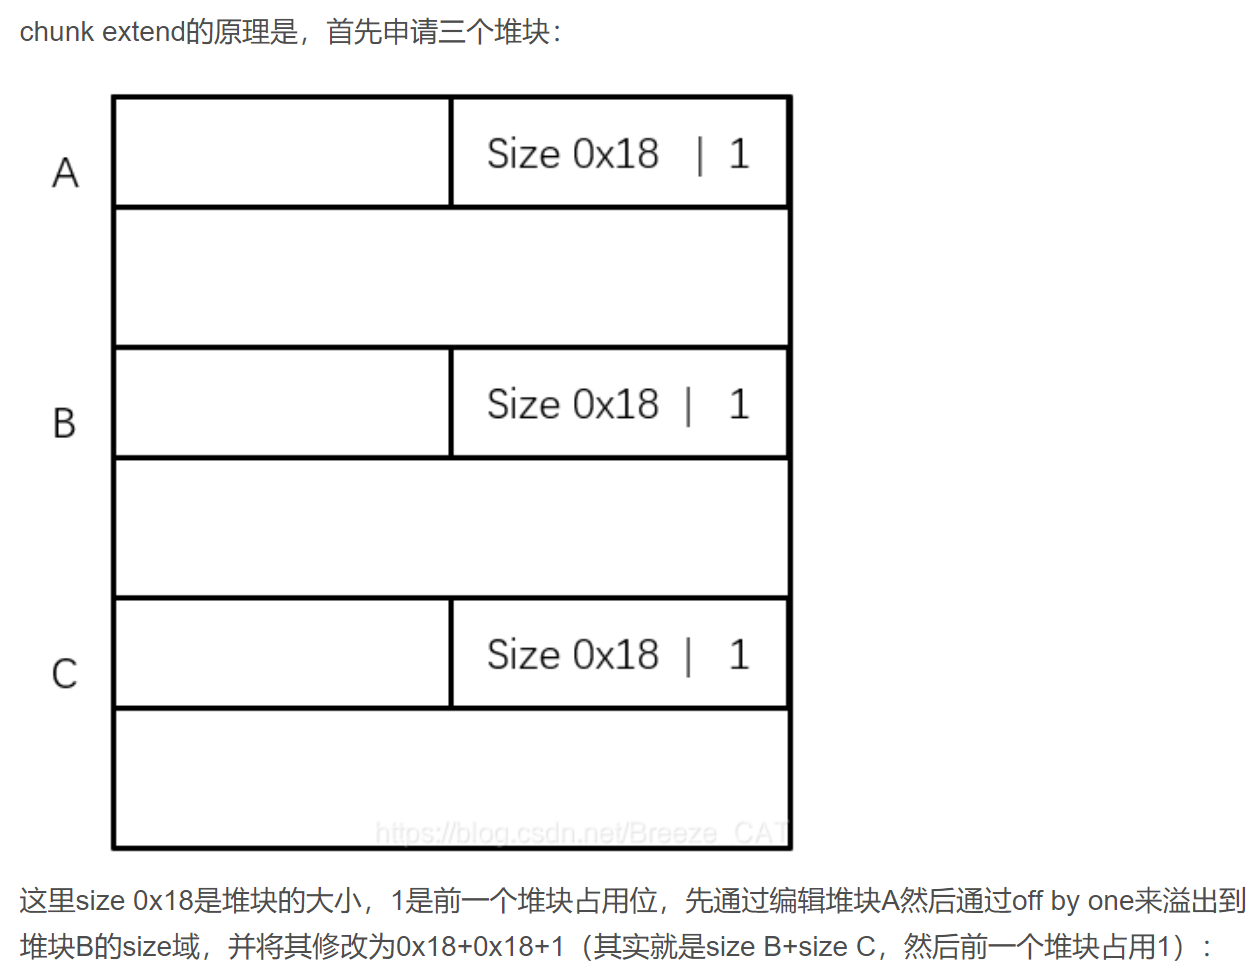 chunk extend的原理是，首先申请三个堆块：
A
Size 0x18 | 1
B
Size 0x18 | 1
C
Size 0x18 | 1
https://blog.csdn.net/Breeze_CAT
这里size 0x18是堆块的大小，1是前一个堆块占用位，先通过编辑堆块A然后通过off by one来溢出到
堆块B的size域，并将其修改为0x18+0x18+1（其实就是size B+size C，然后前一个堆块占用1）：